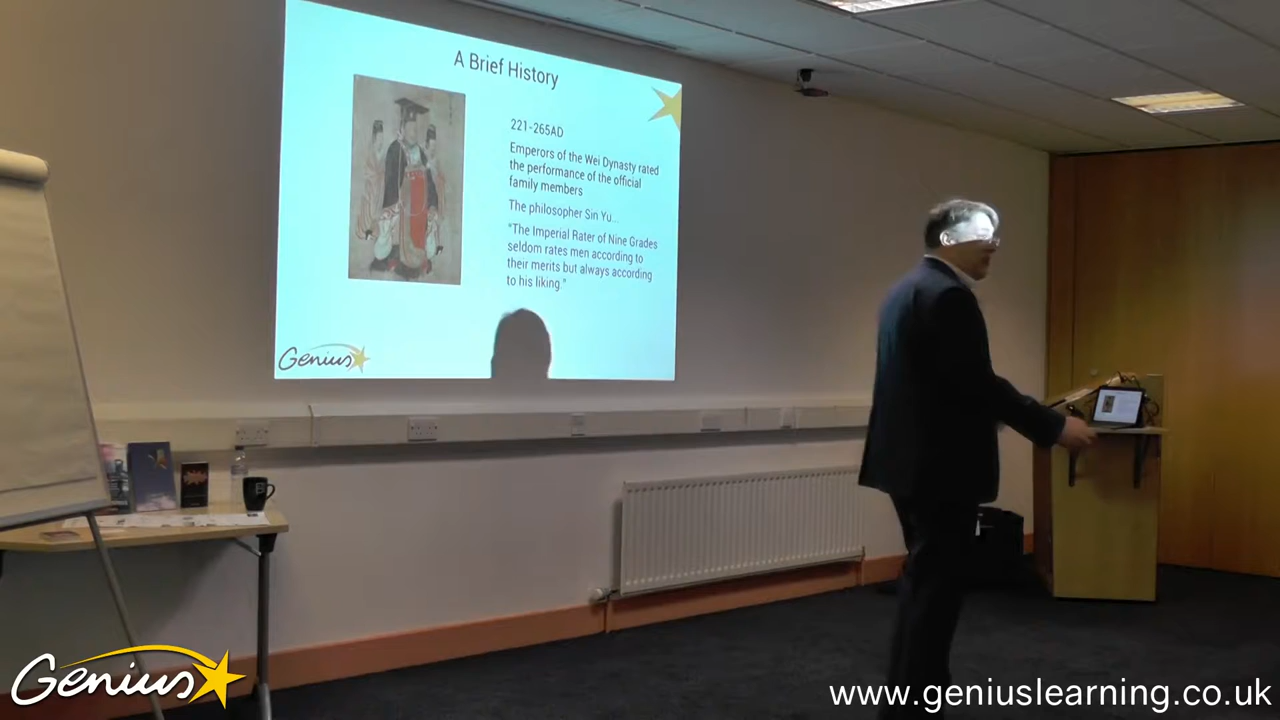 A Brief History
221-265AD
Emperors of the Wei Dynasty rated
the performance of the official
family members
The philosopher Sin Yu...
"The Imperial Rater of Nine Grades
seldom rates men according to
their merits but always according
to his liking."
Genius
Genius
www.geniuslearning.co.uk